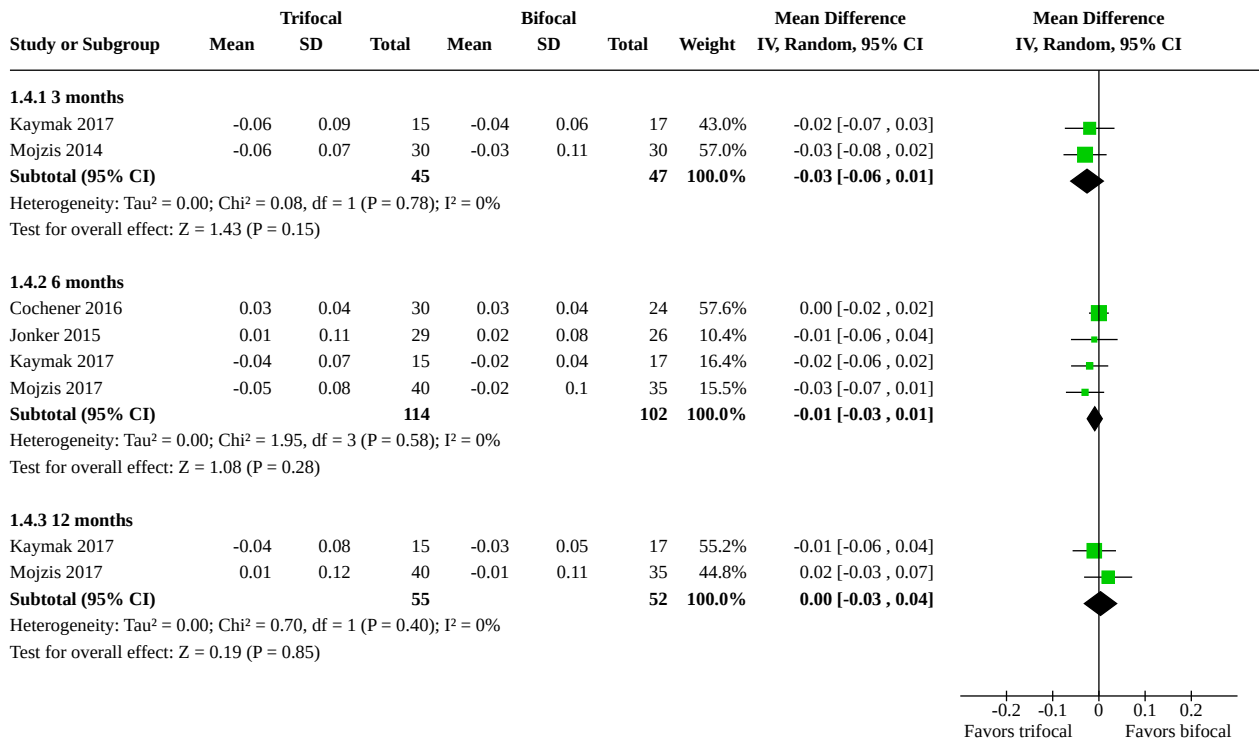 Trifocal Bifocal Mean Difference Mean Difference
Study or Subgroup Mean SD Total Mean SD Total Weight IV, Random, 95% CI IV, Random, 95% CI
1.4.1 3 months
Kaymak 2017 -0.06 0.09 15 -0.04 0.06 17 43.0% -0.02 [-0.07 , 0.03]
Mojzis 2014 -0.06 0.07 30 -0.03 0.11 30 57.0% -0.03 [-0.08 , 0.02]
Subtotal (95% CI) 45 47 100.0% -0.03 [-0.06 , 0.01]
Heterogeneity: Tau² = 0.00; Chi² = 0.08, df = 1 (P = 0.78); I² = 0%
Test for overall effect: Z = 1.43 (P = 0.15)
1.4.2 6 months
Cochener 2016 0.03 0.04 30 0.03 0.04 24 57.6% 0.00 [-0.02 , 0.02]
Jonker 2015 0.01 0.11 29 0.02 0.08 26 10.4% -0.01 [-0.06 , 0.04]
Kaymak 2017 -0.04 0.07 15 -0.02 0.04 17 16.4% -0.02 [-0.06 , 0.02]
Mojzis 2017 -0.05 0.08 40 -0.02 0.1 35 15.5% -0.03 [-0.07 , 0.01]
Subtotal (95% CI) 114 102 100.0% -0.01 [-0.03 , 0.01]
Heterogeneity: Tau² = 0.00; Chi² = 1.95, df = 3 (P = 0.58); I² = 0%
Test for overall effect: Z = 1.08 (P = 0.28)
1.4.3 12 months
Kaymak 2017 -0.04 0.08 15 -0.03 0.05 17 55.2% -0.01 [-0.06 , 0.04]
Mojzis 2017 0.01 0.12 40 -0.01 0.11 35 44.8% 0.02 [-0.03 , 0.07]
Subtotal (95% CI) 55 52 100.0% 0.00 [-0.03 , 0.04]
Heterogeneity: Tau² = 0.00; Chi² = 0.70, df = 1 (P = 0.40); I² = 0%
Test for overall effect: Z = 0.19 (P = 0.85)
-0.2 -0.1 0 0.1 0.2
Favors trifocal Favors bifocal